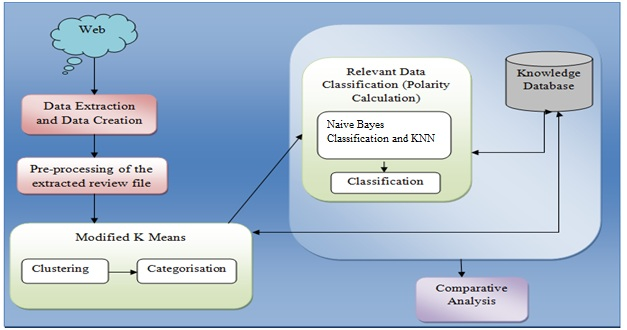 Web
Data Extraction
and Data Creation
Pre-processing of the
extracted review file
Modified K Means
Clustering
Categorisation
Relevant Data
Classification (Polarity
Calculation)
Naive Bayes
Classification and KNN
Classification
Knowledge
Database
Comparative
Analysis